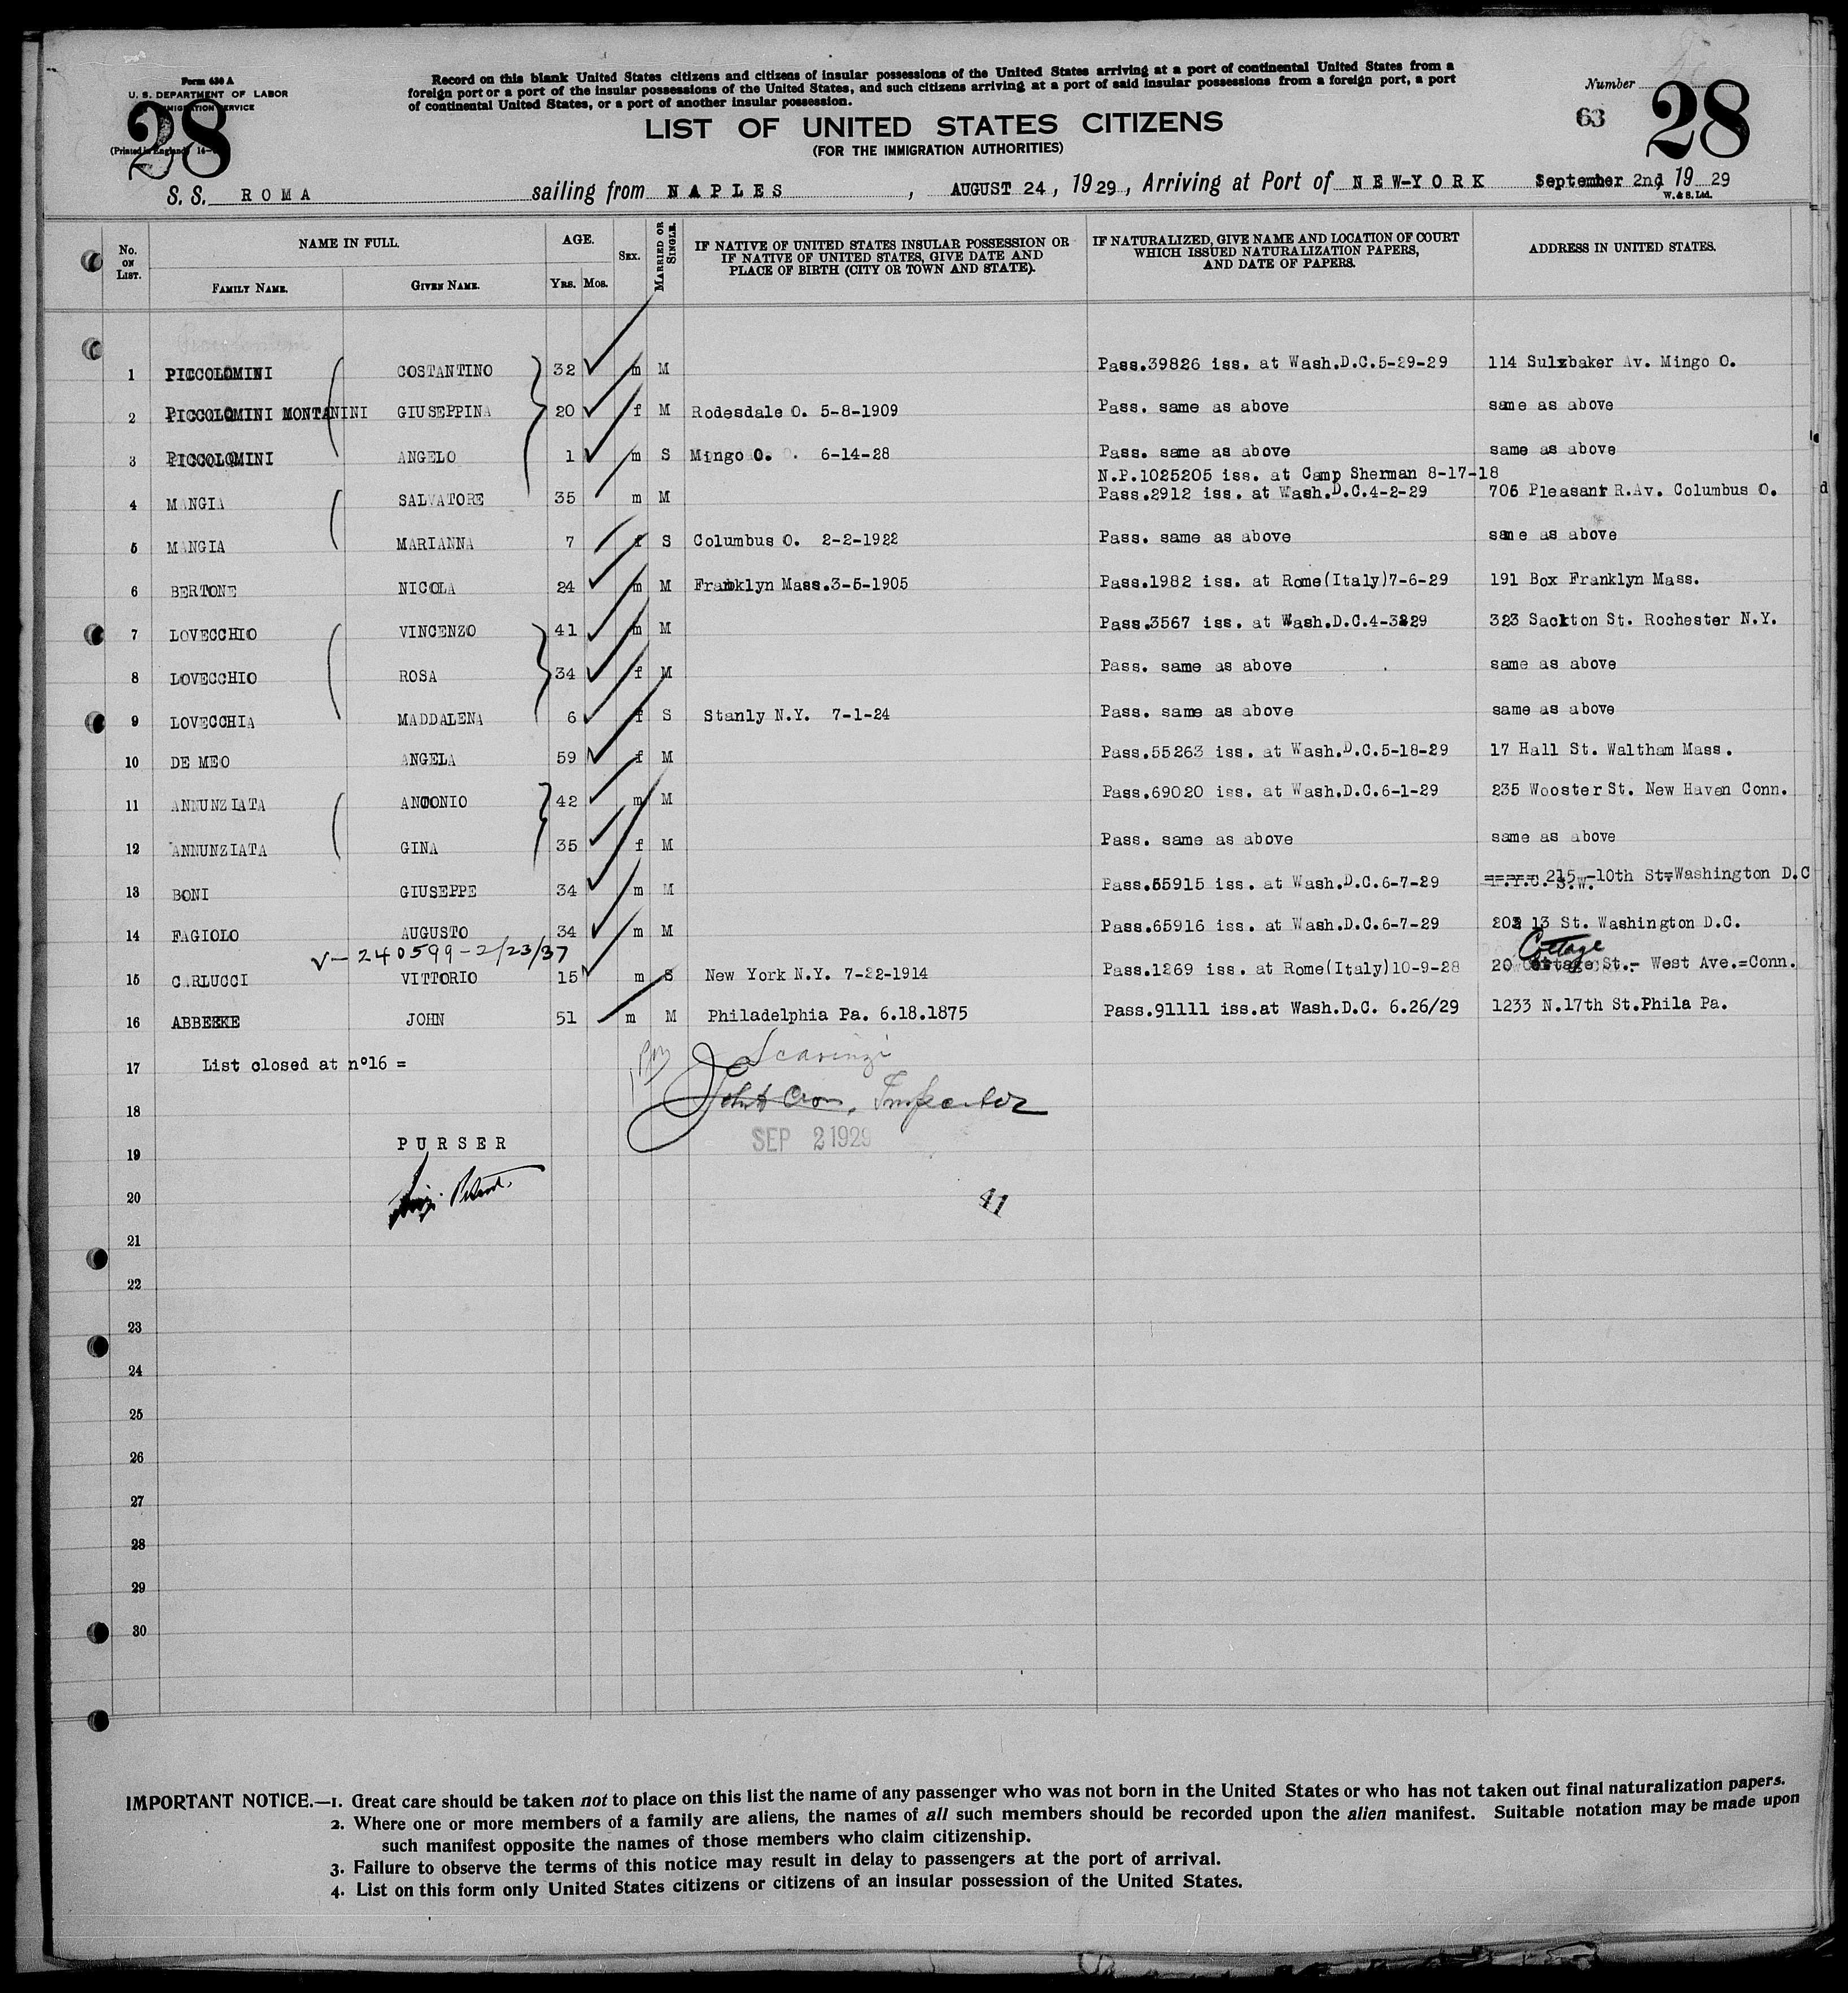 Form 630 A
U. S. DEPARTMENT OF LABOR
IMMIGRATION SERVICE
28
(Printed in England)
Record on this blank United States citizens and citizens of insular possessions of the United States arriving at a port of continental United States from a
foreign port or a port of the insular possessions of the United States, and such citizens arriving at a port of said insular possessions from a foreign port, a port
of continental United States, or a port of another insular possession.
Number
63
28
LIST OF UNITED STATES CITIZENS
(FOR THE IMMIGRATION AUTHORITIES)
S. S. ROMA sailing from NAPLES, AUGUST 24, 1929, Arriving at Port of NEW-YORK September 2nd, 19 29
W. & S. Ltd.
No. ON LIST. NAME IN FULL. AGE. SEX. MARRIED OR SINGLE. IF NATIVE OF UNITED STATES INSULAR POSSESSION OR IF NATIVE OF UNITED STATES, GIVE DATE AND PLACE OF BIRTH (CITY OR TOWN AND STATE). IF NATURALIZED, GIVE NAME AND LOCATION OF COURT WHICH ISSUED NATURALIZATION PAPERS, AND DATE OF PAPERS. ADDRESS IN UNITED STATES.
FAMILY NAME. GIVEN NAME. YRS. MOS.
1 PICCOLOMINI COSTANTINO 32 m M Pass.39826 iss. at Wash.D.C.5-29-29 114 Sulzbaker Av. Mingo O.
2 PICCOLOMINI MONTANINI GIUSEPPINA 20 f M Rodesdale O. 5-8-1909 Pass. same as above same as above
3 PICCOLOMINI ANGELO 1 m S Mingo O. 6-14-28 Pass. same as above same as above
N.P.1025205 iss. at Camp Sherman 8-17-18
4 MANGIA SALVATORE 35 m M Pass.2912 iss. at Wash.D.C.4-2-29 706 Pleasant R.Av. Columbus O.
5 MANGIA MARIANNA 7 f S Columbus O. 2-2-1922 Pass. same as above same as above
6 BERTONE NICOLA 24 m M Franklyn Mass.3-5-1905 Pass.1982 iss. at Rome(Italy)7-6-29 191 Box Franklyn Mass.
7 LOVECCHIO VINCENZO 41 m M Pass.3567 iss. at Wash.D.C.4-3-29 323 Sackton St. Rochester N.Y.
8 LOVECCHIO ROSA 34 f M Pass. same as above same as above
9 LOVECCHIA MADDALENA 6 f S Stanly N.Y. 7-1-24 Pass. same as above same as above
10 DE MEO ANGELA 59 f M Pass.55263 iss. at Wash.D.C.5-18-29 17 Hall St. Waltham Mass.
11 ANNUNZIATA ANTONIO 42 m M Pass.69020 iss. at Wash.D.C.6-1-29 235 Wooster St. New Haven Conn.
12 ANNUNZIATA GINA 35 f M Pass. same as above same as above
13 BONI GIUSEPPE 34 m M Pass.55915 iss. at Wash.D.C.6-7-29 215 -10th St. Washington D.C
S.W.
14 FAGIOLO AUGUSTO 34 m M Pass.65916 iss. at Wash.D.C.6-7-29 202 13 St. Washington D.C.
V-240599-2/23/37
Cottage
15 CARLUCCI VITTORIO 15 m S New York N.Y. 7-22-1914 Pass.1269 iss. at Rome(Italy)10-9-28 20 Cottage St.- West Ave.=Conn.
16 ABBEEKE JOHN 51 m M Philadelphia Pa. 6.18.1875 Pass.91111 iss.at Wash.D.C. 6.26/29 1233 N.17th St.Phila Pa.
17 List closed at n°16 =
Scavinzi
18
Inspector
SEP 2 1929
PURSER
19
20
41
21
22
23
24
25
26
27
28
29
30
IMPORTANT NOTICE.—1. Great care should be taken not to place on this list the name of any passenger who was not born in the United States or who has not taken out final naturalization papers.
2. Where one or more members of a family are aliens, the names of all such members should be recorded upon the alien manifest. Suitable notation may be made upon
such manifest opposite the names of those members who claim citizenship.
3. Failure to observe the terms of this notice may result in delay to passengers at the port of arrival.
4. List on this form only United States citizens or citizens of an insular possession of the United States.